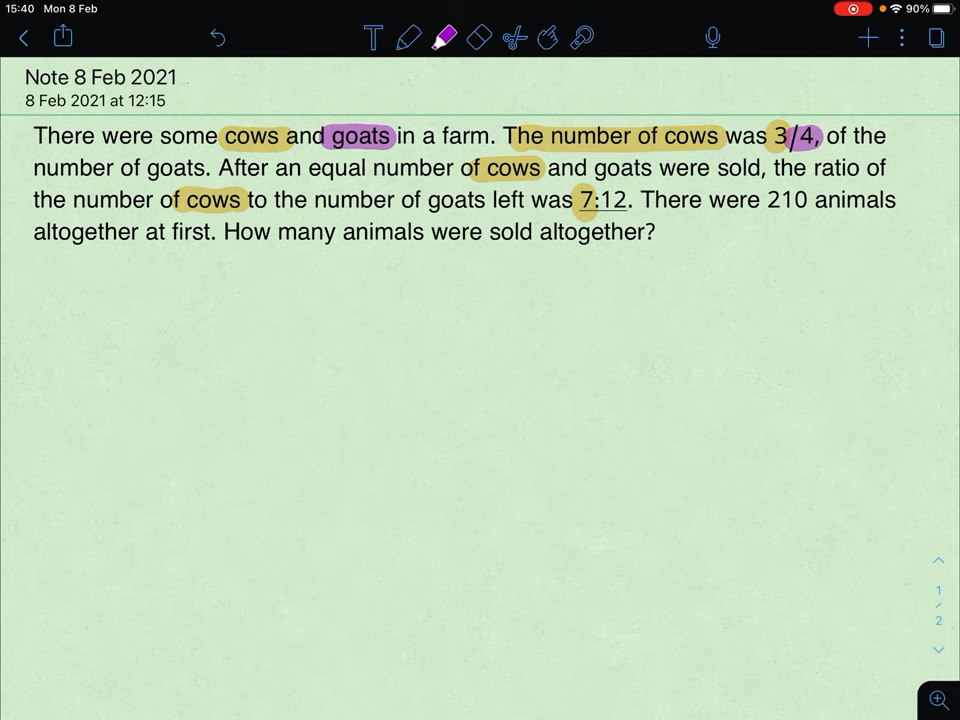 15:40 Mon 8 Feb
90%
T
Note 8 Feb 2021
8 Feb 2021 at 12:15
There were some cows and goats in a farm. The number of cows was 3/4, of the
number of goats. After an equal number of cows and goats were sold, the ratio of
the number of cows to the number of goats left was 7:12. There were 210 animals
altogether at first. How many animals were sold altogether?
1
/
2